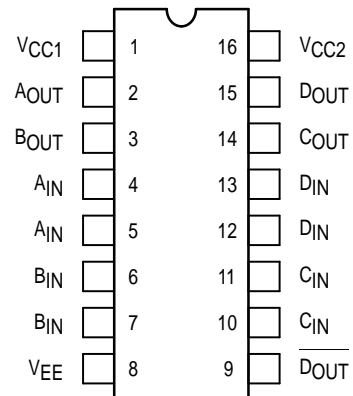 VCC1 1 16 VCC2
AOUT 2 15 DOUT
BOUT 3 14 COUT
AIN 4 13 DIN
AIN 5 12 DIN
BIN 6 11 CIN
BIN 7 10 CIN
VEE 8 9 D̅O̅U̅T̅